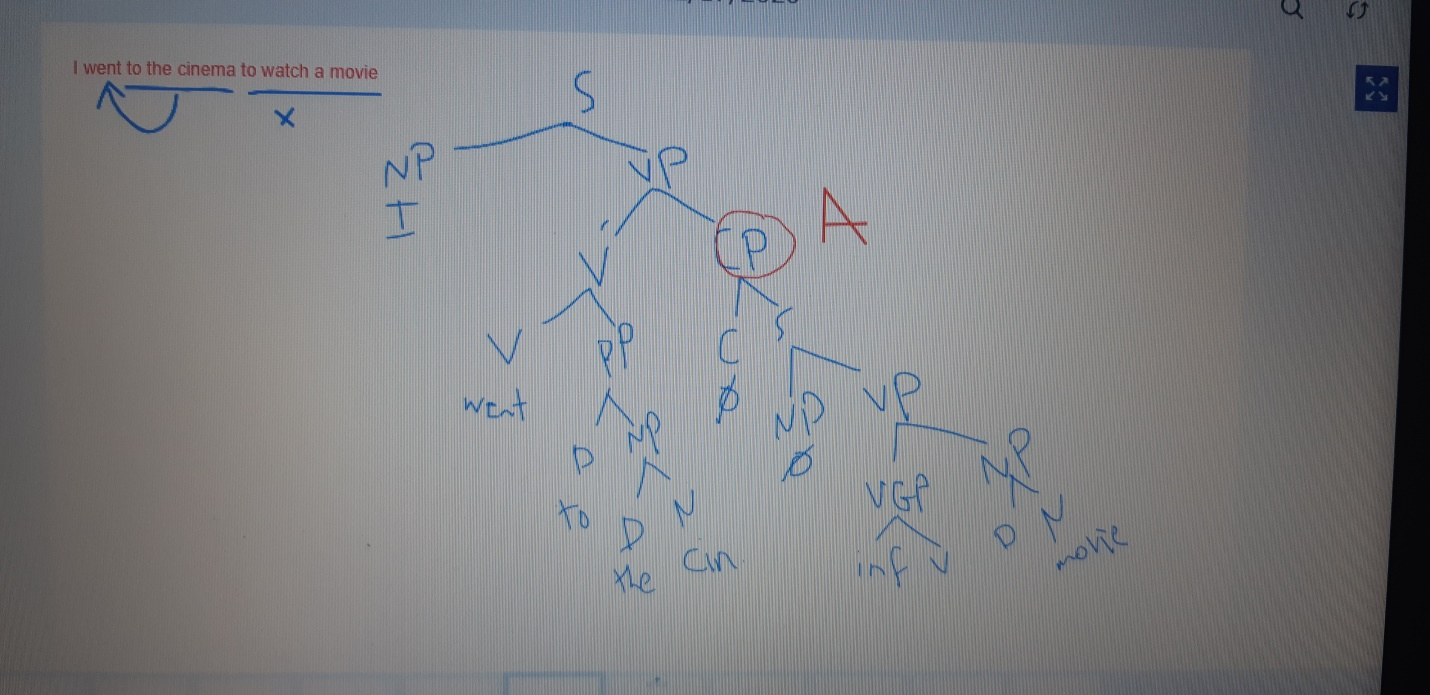 I went to the cinema to watch a movie
x
S
NP VP
I
V' CP A
V PP C S
went Ø
P NP NP VP
to Ø
D N VGP NP
the Cin.
inf V D N
movie